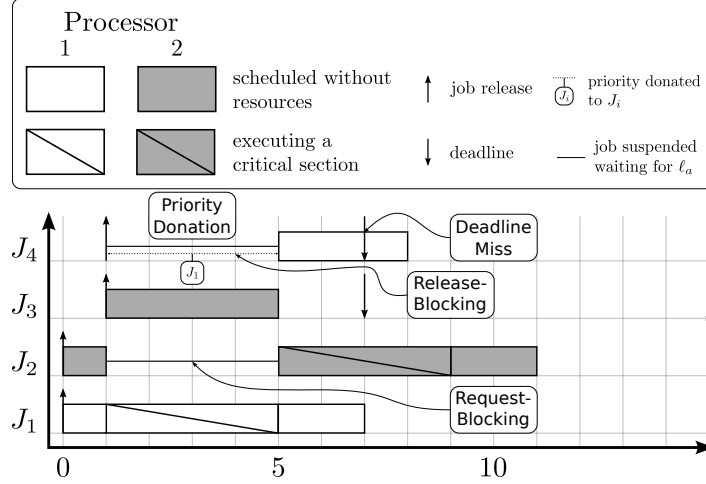 Processor
1 2
scheduled without
resources
job release
priority donated
to J_i
J_i
executing a
critical section
deadline
job suspended
waiting for ℓ_a
Priority
Donation
Deadline
Miss
J_4
J_1
Release-
Blocking
J_3
J_2
Request-
Blocking
J_1
0 5 10